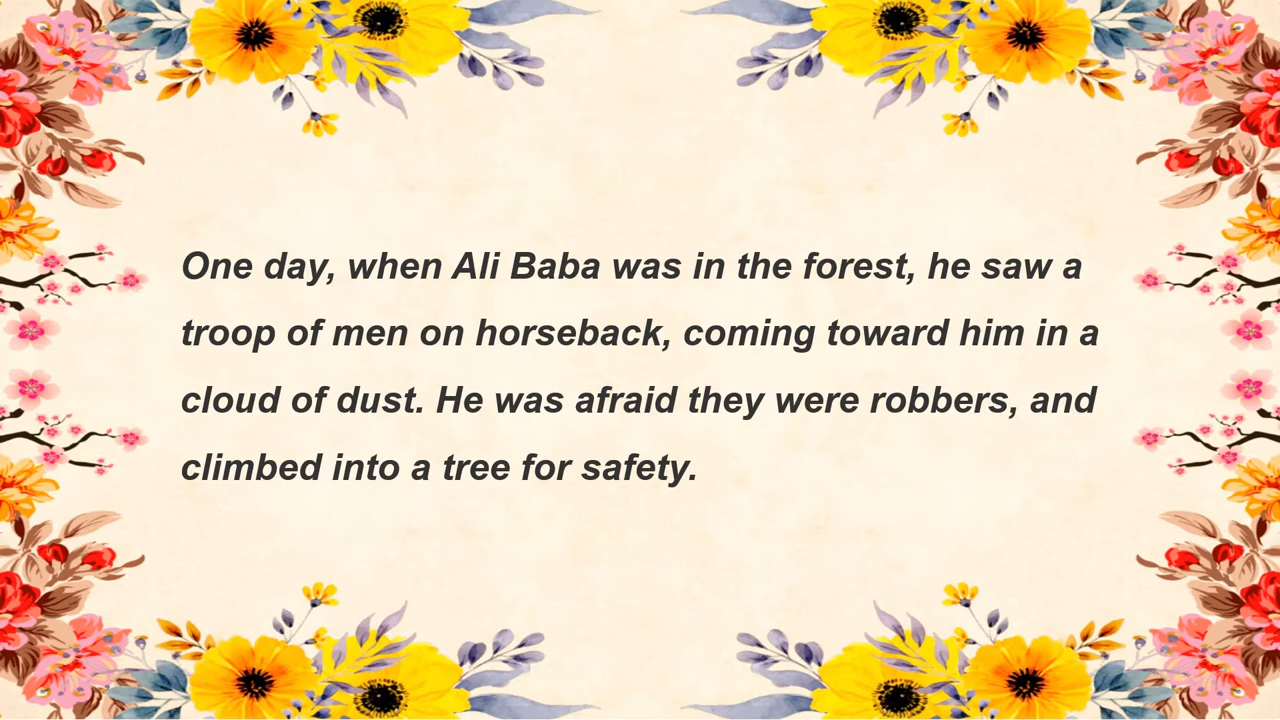 One day, when Ali Baba was in the forest, he saw a
troop of men on horseback, coming toward him in a
cloud of dust. He was afraid they were robbers, and
climbed into a tree for safety.